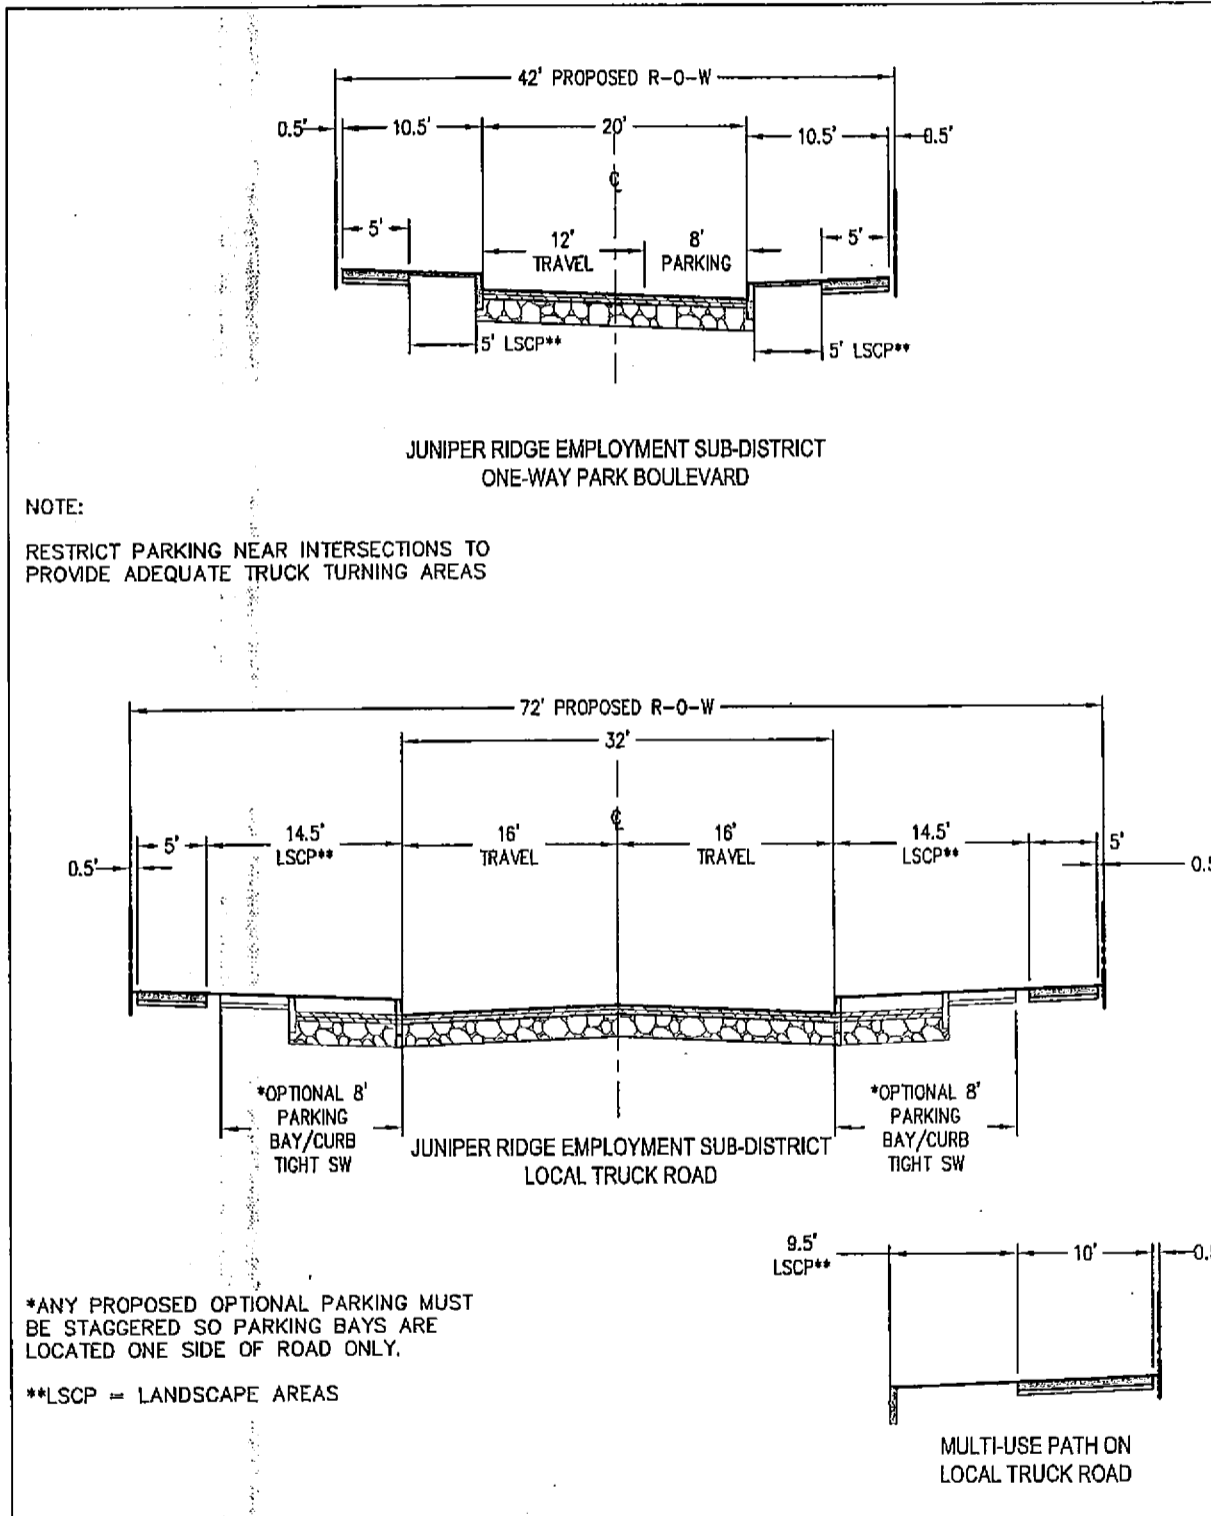 42' PROPOSED R-O-W
0.5'
10.5'
20'
10.5'
0.5'
℄
5'
12'
TRAVEL
8'
PARKING
5'
5' LSCP**
5' LSCP**
JUNIPER RIDGE EMPLOYMENT SUB-DISTRICT
ONE-WAY PARK BOULEVARD
NOTE:
RESTRICT PARKING NEAR INTERSECTIONS TO
PROVIDE ADEQUATE TRUCK TURNING AREAS
72' PROPOSED R-O-W
32'
℄
0.5'
5'
14.5'
LSCP**
16'
TRAVEL
16'
TRAVEL
14.5'
LSCP**
5'
0.5
*OPTIONAL 8'
PARKING
BAY/CURB
TIGHT SW
*OPTIONAL 8'
PARKING
BAY/CURB
TIGHT SW
JUNIPER RIDGE EMPLOYMENT SUB-DISTRICT
LOCAL TRUCK ROAD
9.5'
LSCP**
10'
0.5
*ANY PROPOSED OPTIONAL PARKING MUST
BE STAGGERED SO PARKING BAYS ARE
LOCATED ONE SIDE OF ROAD ONLY.
**LSCP = LANDSCAPE AREAS
MULTI-USE PATH ON
LOCAL TRUCK ROAD